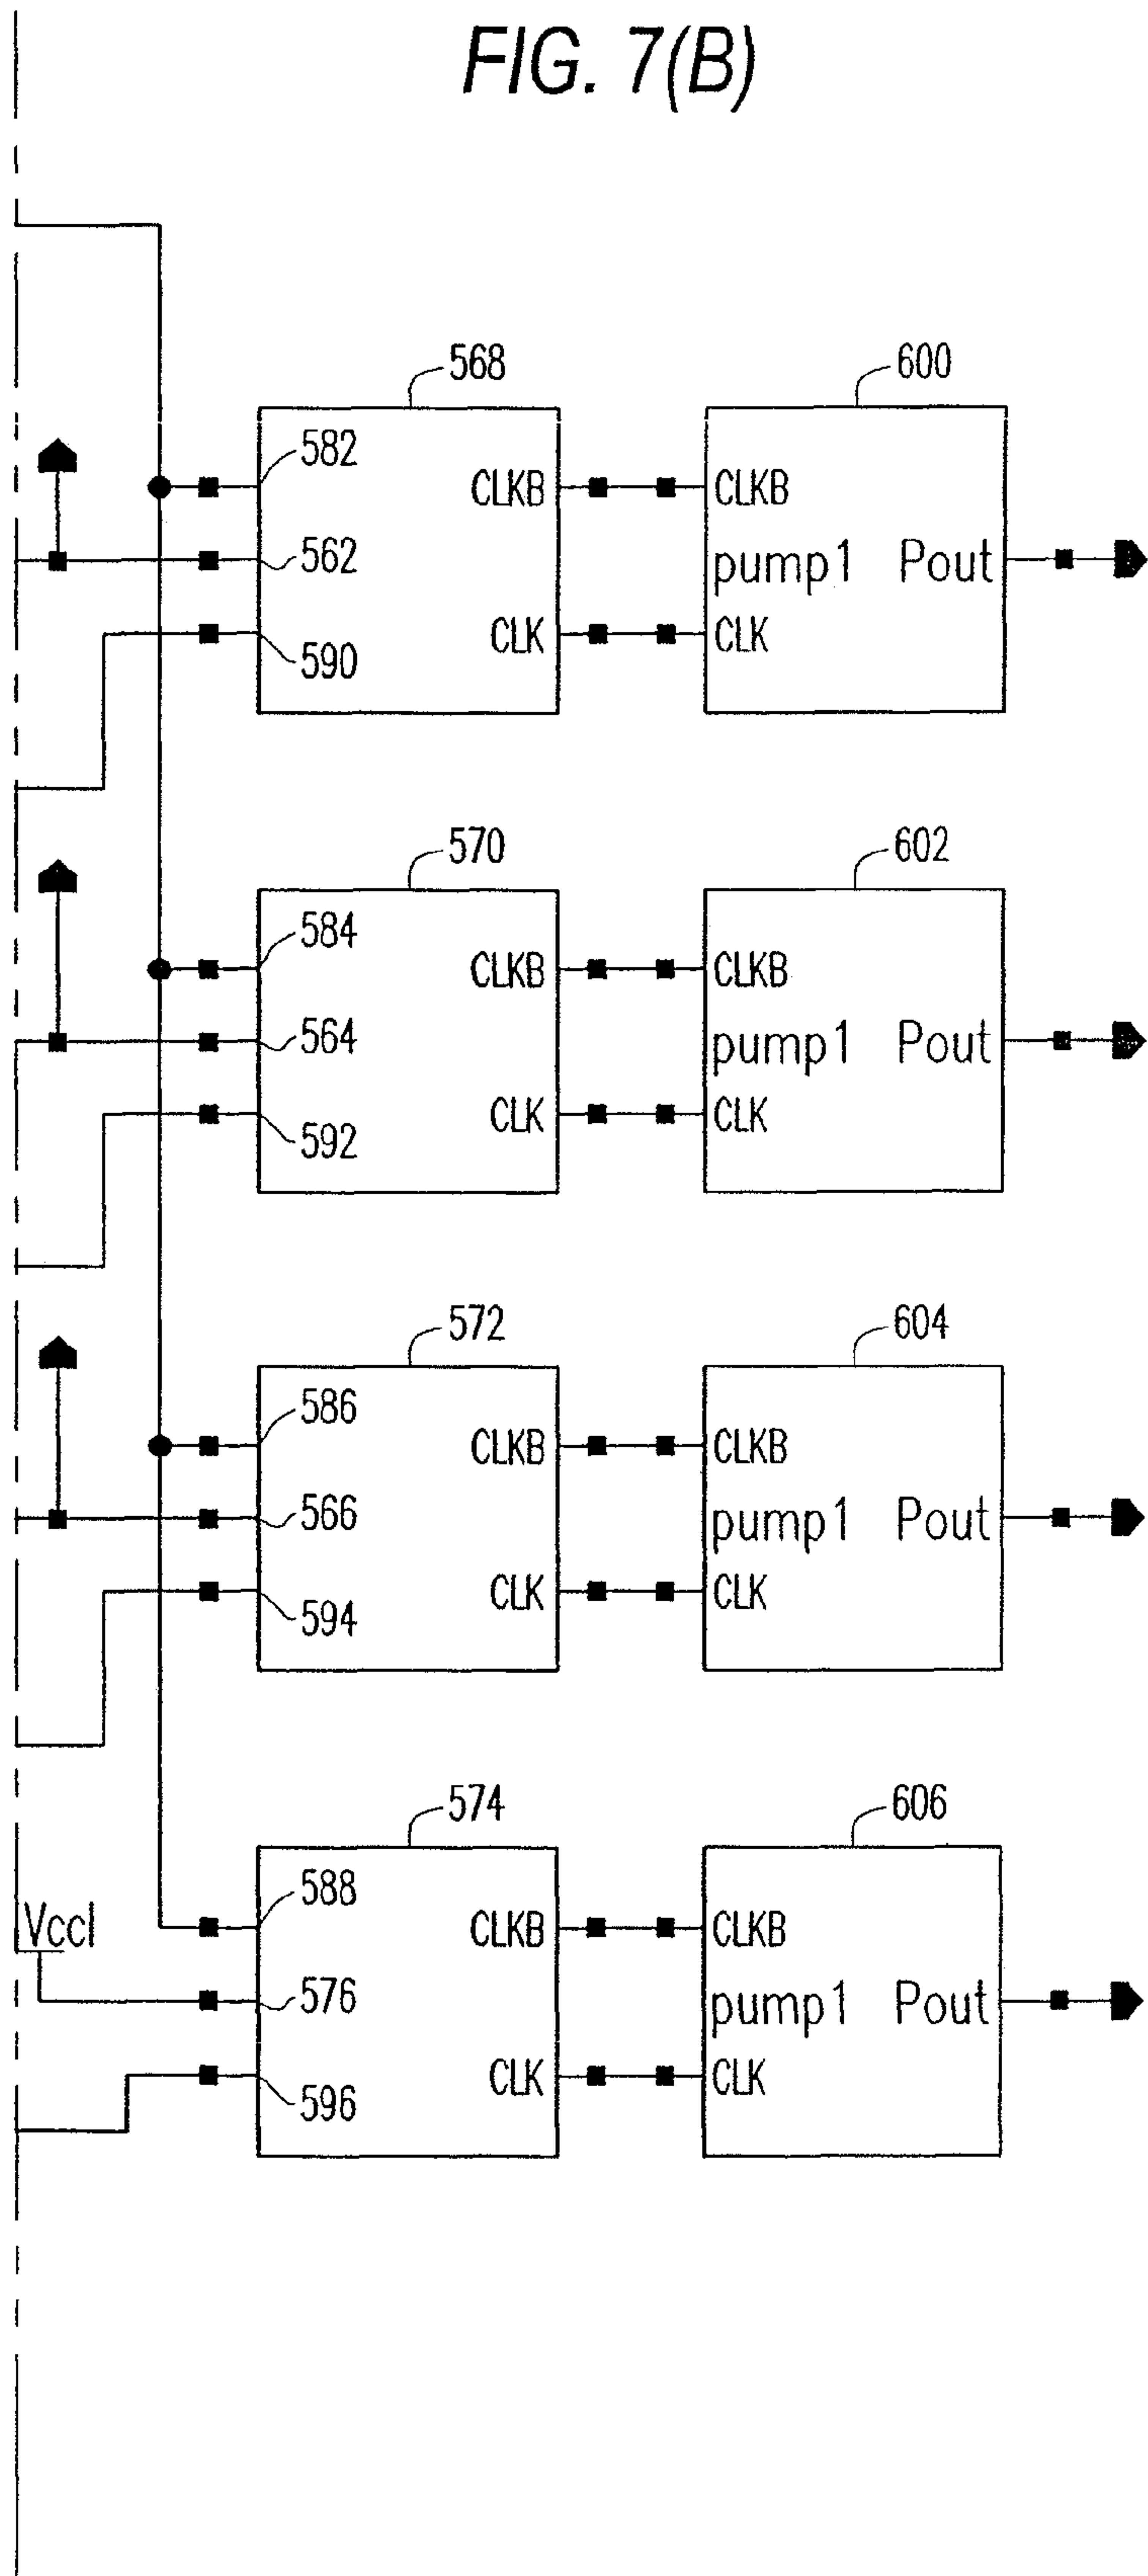 FIG. 7(B)
568
600
582
CLKB
CLKB
562
pump1
Pout
590
CLK
CLK
570
602
584
CLKB
CLKB
564
pump1
Pout
592
CLK
CLK
572
604
586
CLKB
CLKB
566
pump1
Pout
594
CLK
CLK
574
606
588
CLKB
CLKB
Vccl
576
pump1
Pout
596
CLK
CLK